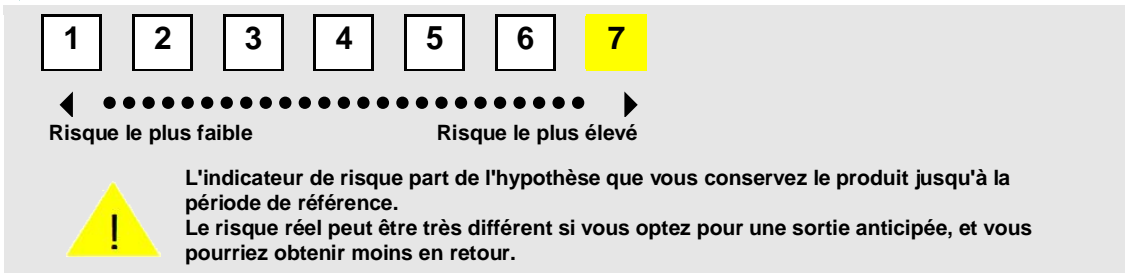 1 2 3 4 5 6 7
Risque le plus faible Risque le plus élevé
L'indicateur de risque part de l'hypothèse que vous conservez le produit jusqu'à la
période de référence.
Le risque réel peut être très différent si vous optez pour une sortie anticipée, et vous
pourriez obtenir moins en retour.
!